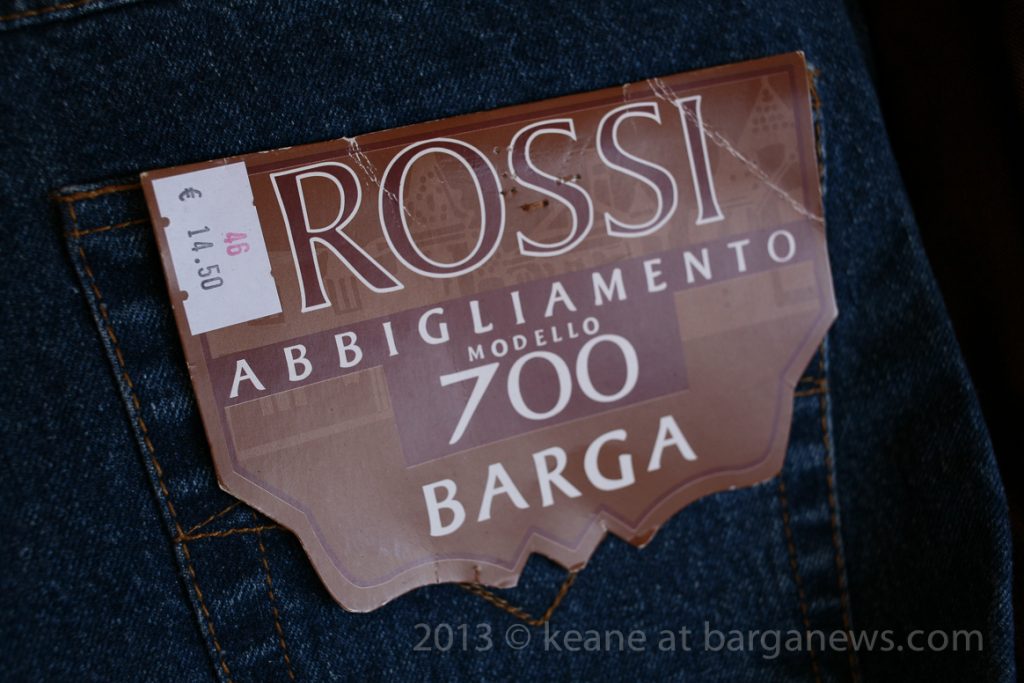 ROSSI
€ 14.50
46
ABBIGLIAMENTO
MODELLO
700
BARGA
2013 © keane at barganews.com